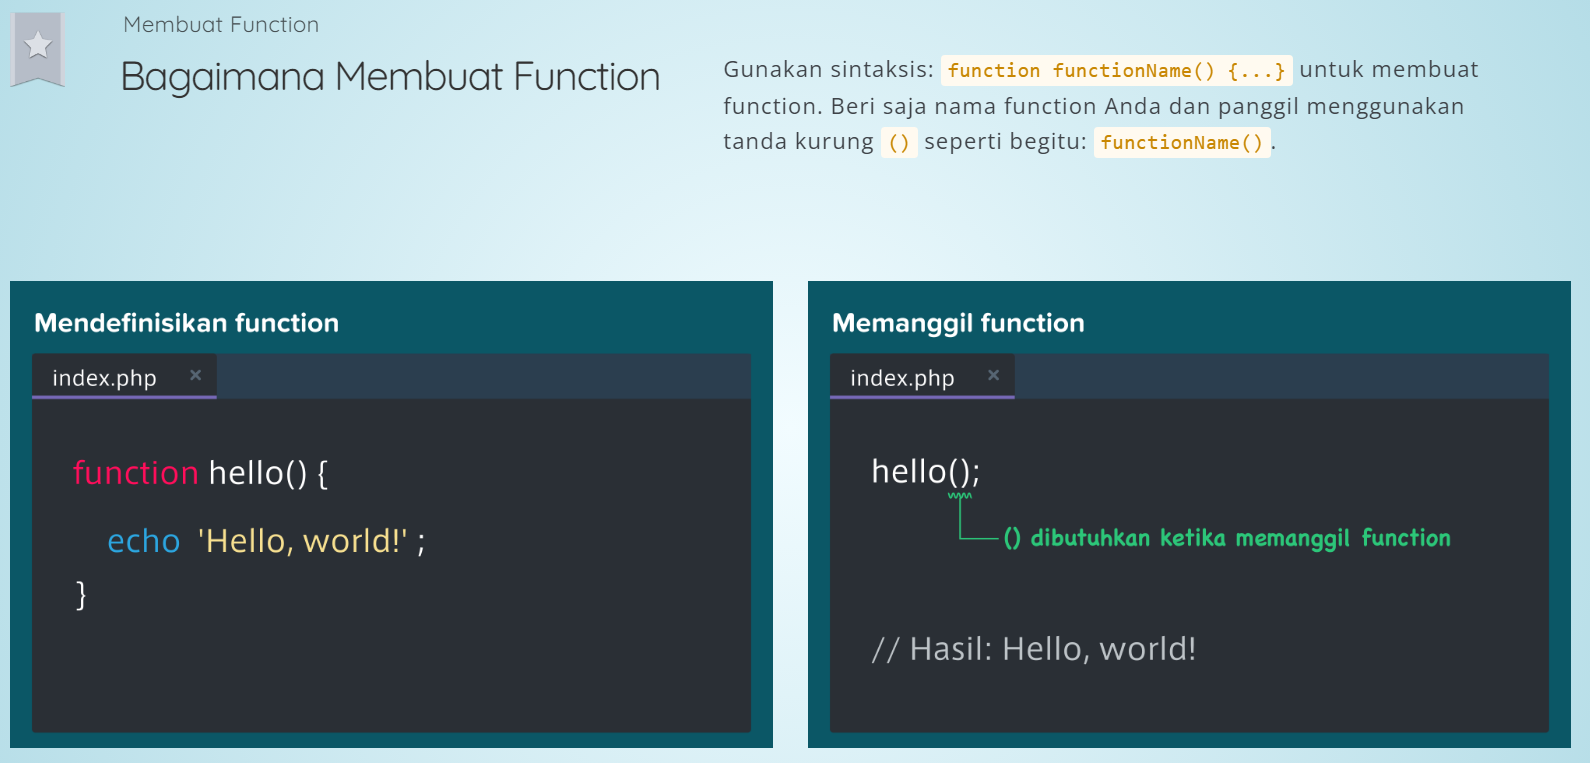 Membuat Function
Bagaimana Membuat Function
Gunakan sintaksis: function functionName() {...} untuk membuat
function. Beri saja nama function Anda dan panggil menggunakan
tanda kurung () seperti begitu: functionName().
Mendefinisikan function
index.php ×
function hello() {
echo 'Hello, world!' ;
}
Memanggil function
index.php ×
hello();
() dibutuhkan ketika memanggil function
// Hasil: Hello, world!